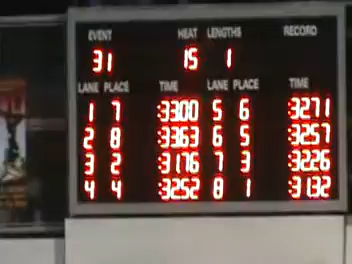 EVENT HEAT LENGTHS RECORD
31 15 1
LANE PLACE TIME LANE PLACE TIME
1 7 :33.00 5 6 :32.71
2 8 :33.63 6 5 :32.57
3 2 :31.76 7 3 :32.26
4 4 :32.52 8 1 :31.32